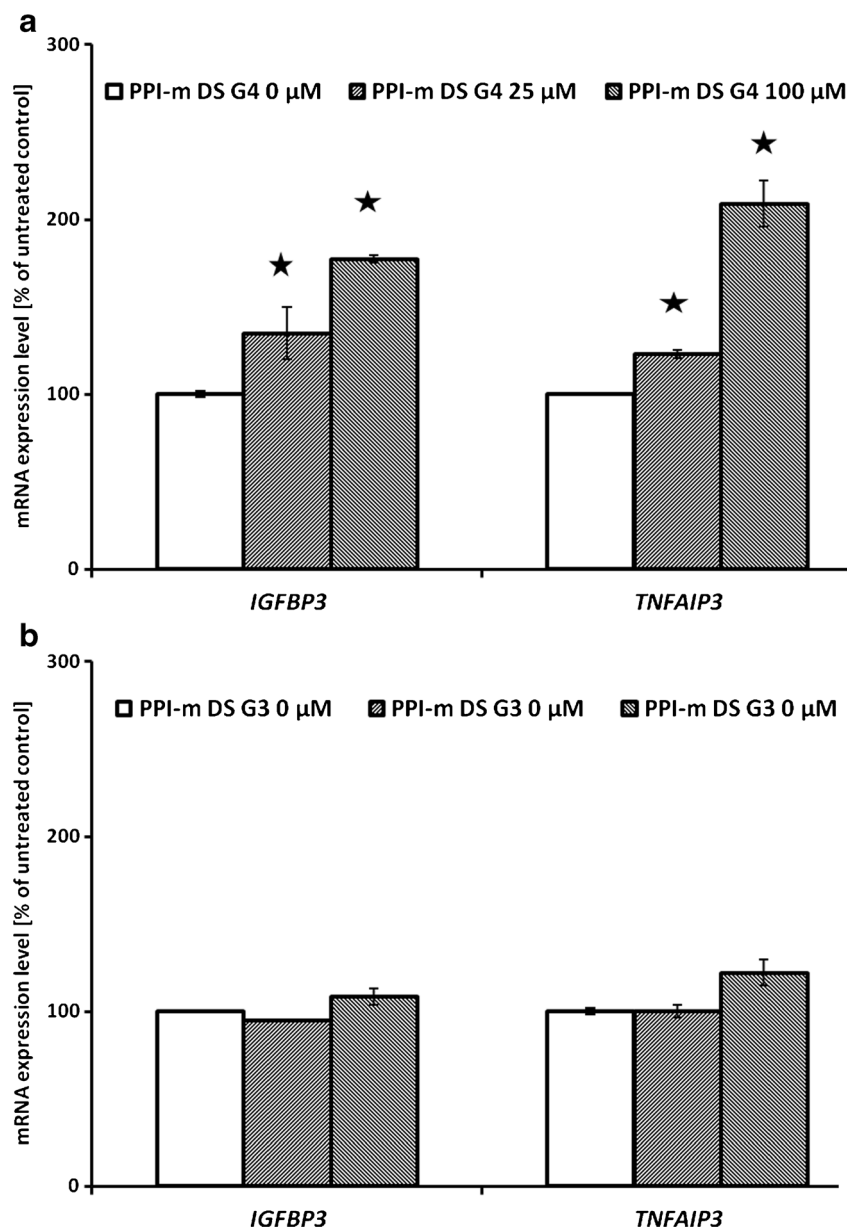 a
mRNA expression level [% of untreated control]
300
200
100
0
PPI-m DS G4 0 µM PPI-m DS G4 25 µM PPI-m DS G4 100 µM
IGFBP3 TNFAIP3
b
mRNA expression level [% of untreated control]
300
200
100
0
PPI-m DS G3 0 µM PPI-m DS G3 0 µM PPI-m DS G3 0 µM
IGFBP3 TNFAIP3